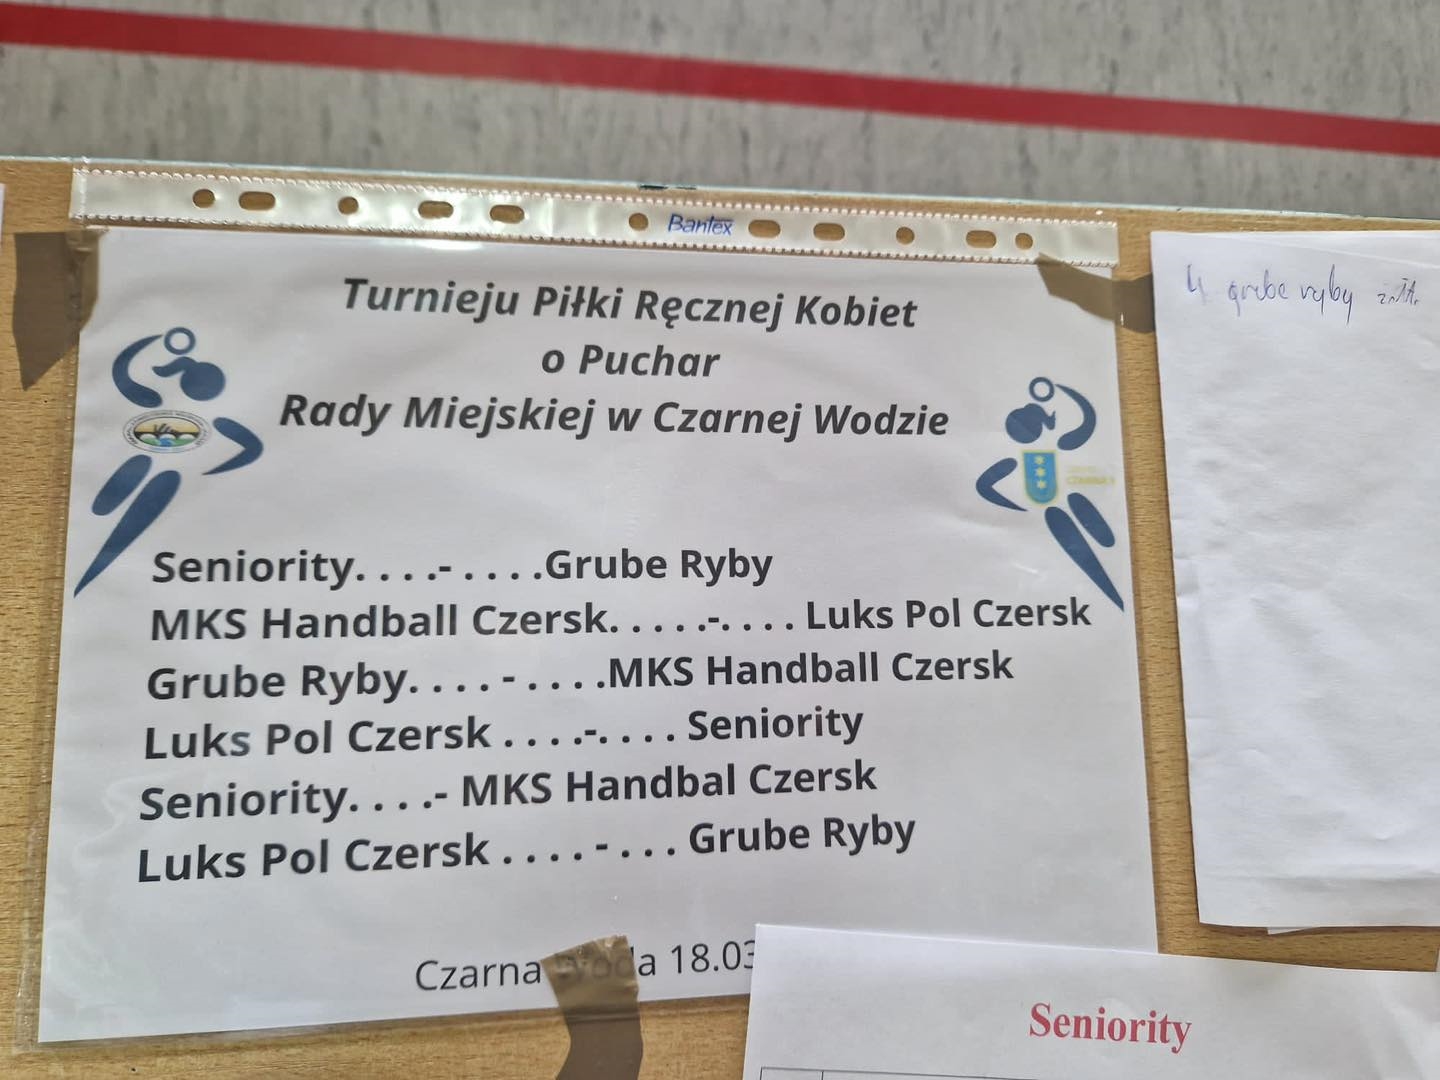 Bantex
Turnieju Piłki Ręcznej Kobiet
o Puchar
Rady Miejskiej w Czarnej Wodzie
Seniority. . . .- . . . .Grube Ryby
MKS Handball Czersk. . . . .-. . . . Luks Pol Czersk
Grube Ryby. . . . - . . . .MKS Handball Czersk
Luks Pol Czersk . . . .-. . . . Seniority
Seniority. . . .- MKS Handbal Czersk
Luks Pol Czersk . . . . - . . . Grube Ryby
Czarna Woda 18.03
4 grube ryby
Seniority